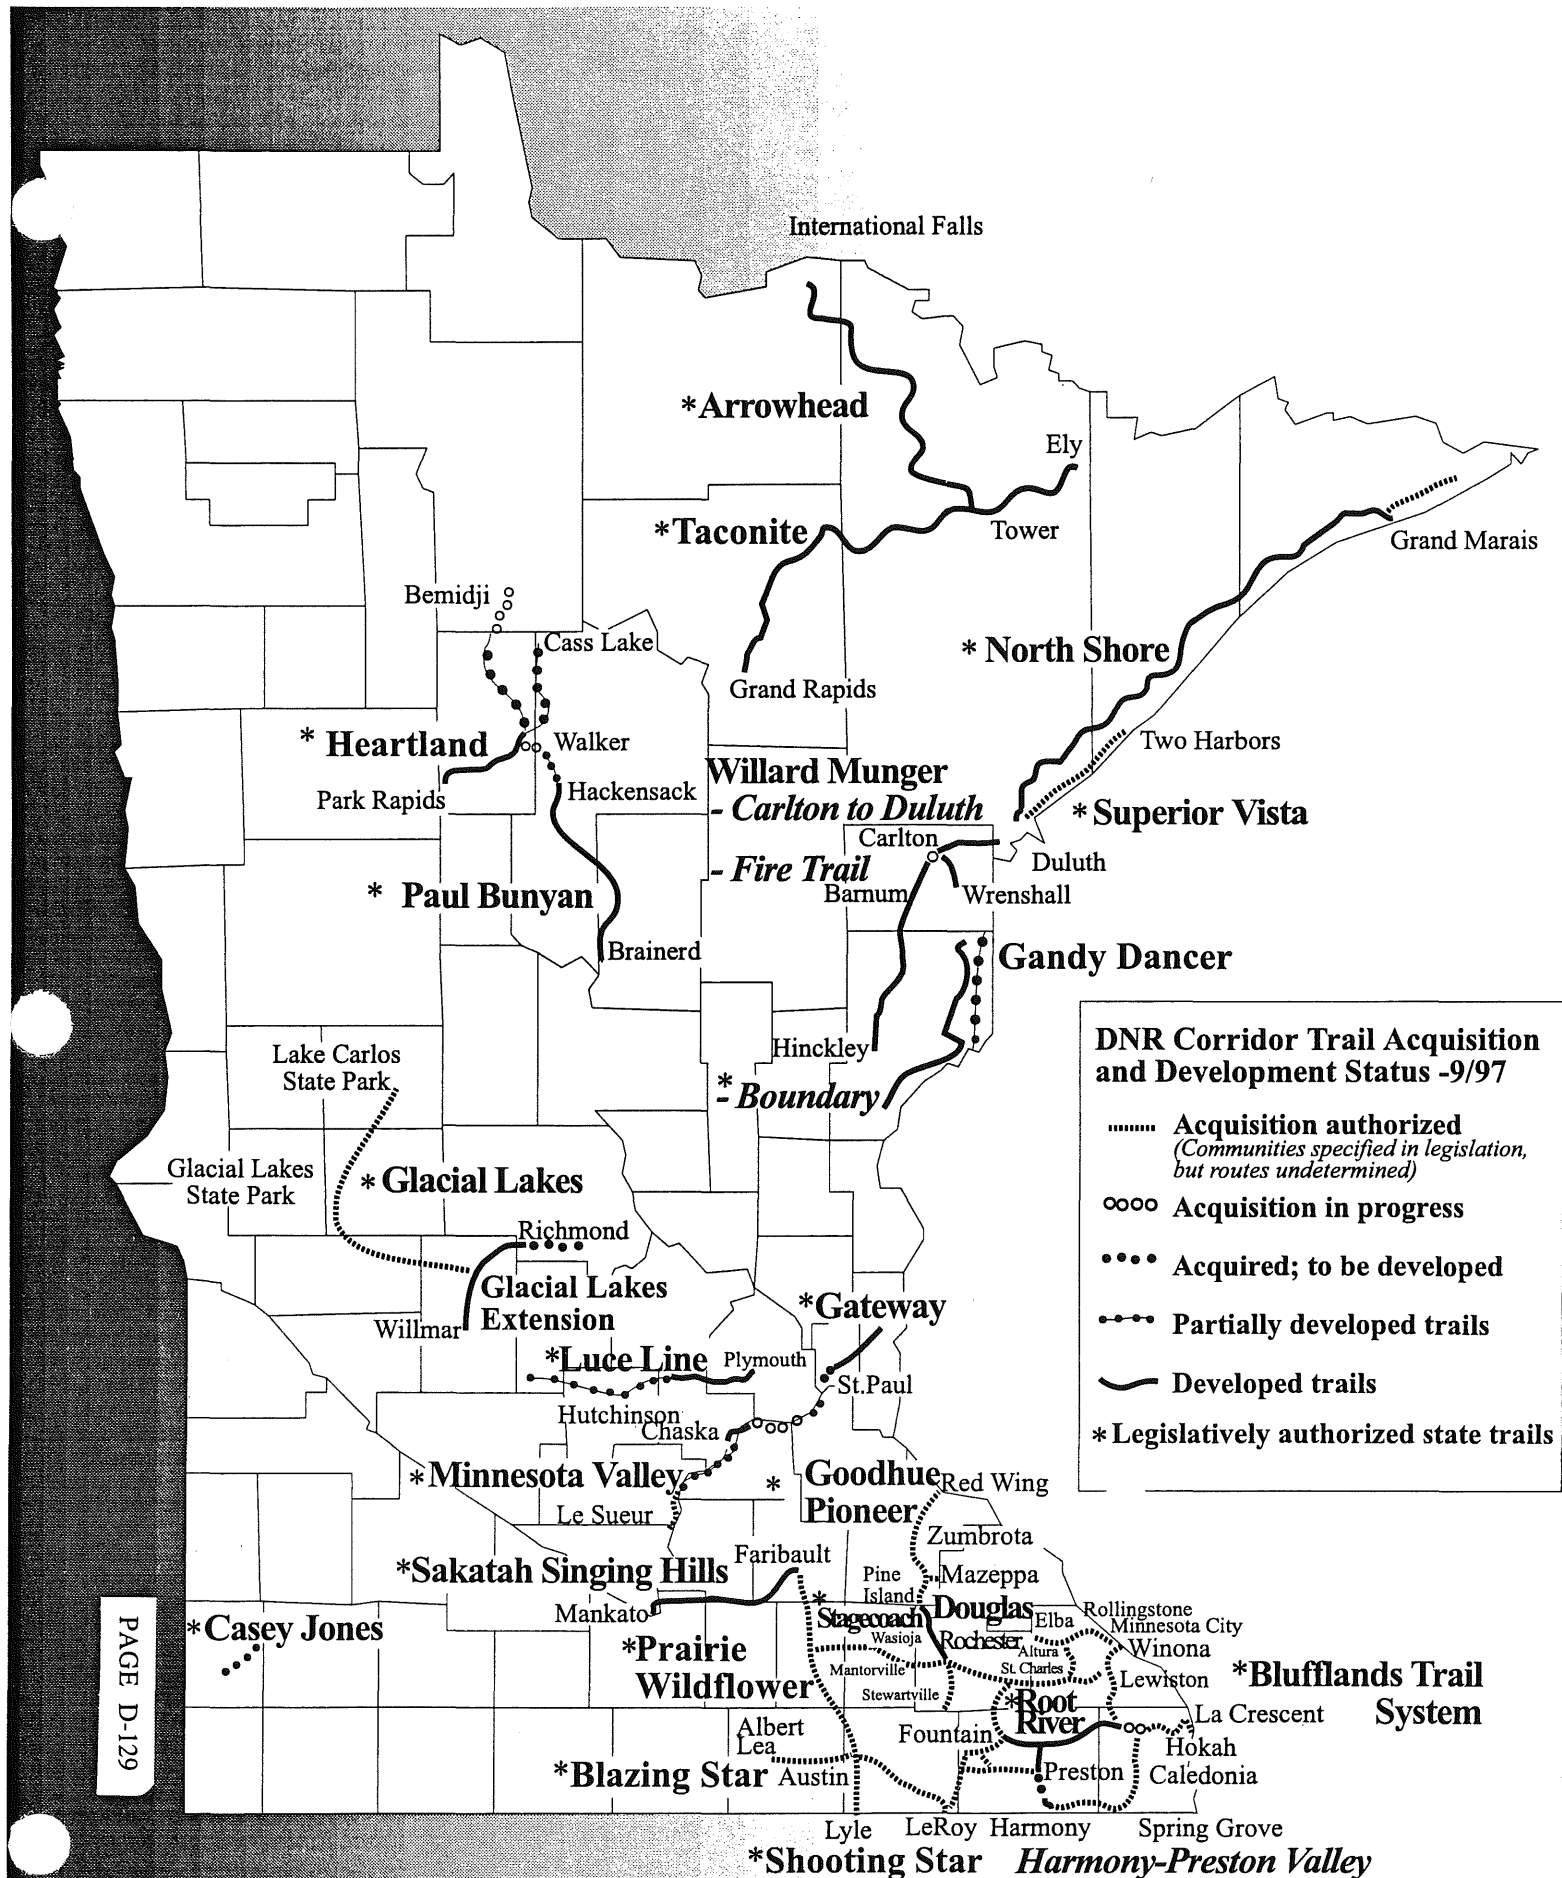 International Falls
*Arrowhead
Ely
*Taconite
Tower
Grand Marais
Bemidji
Cass Lake
* North Shore
Grand Rapids
* Heartland
Walker
Two Harbors
Park Rapids
Hackensack
Willard Munger
- Carlton to Duluth
* Superior Vista
Carlton
Duluth
- Fire Trail
Barnum
Wrenshall
* Paul Bunyan
Brainerd
Gandy Dancer
Hinckley
Lake Carlos
State Park
*
- Boundary
DNR Corridor Trail Acquisition
and Development Status -9/97
Acquisition authorized
(Communities specified in legislation,
but routes undetermined)
Acquisition in progress
Acquired; to be developed
Partially developed trails
Developed trails
* Legislatively authorized state trails
Glacial Lakes
State Park
* Glacial Lakes
Richmond
Glacial Lakes
Extension
Willmar
*Gateway
*Luce Line
Plymouth
St.Paul
Hutchinson
Chaska
*Minnesota Valley
*
Goodhue
Pioneer
Red Wing
Le Sueur
Zumbrota
*Sakatah Singing Hills
Faribault
Pine
Island
Mazeppa
Mankato
*
Stagecoach
Douglas
Elba
Rollingstone
Minnesota City
Winona
*Casey Jones
Wasioja
Rochester
Altura
St. Charles
*Prairie
Wildflower
Mantorville
Stewartville
Lewiston
*Blufflands Trail
System
*Root
River
La Crescent
Albert
Lea
Fountain
Hokah
*Blazing Star
Austin
Preston
Caledonia
Lyle
LeRoy
Harmony
Spring Grove
*Shooting Star
Harmony-Preston Valley
PAGE D-129